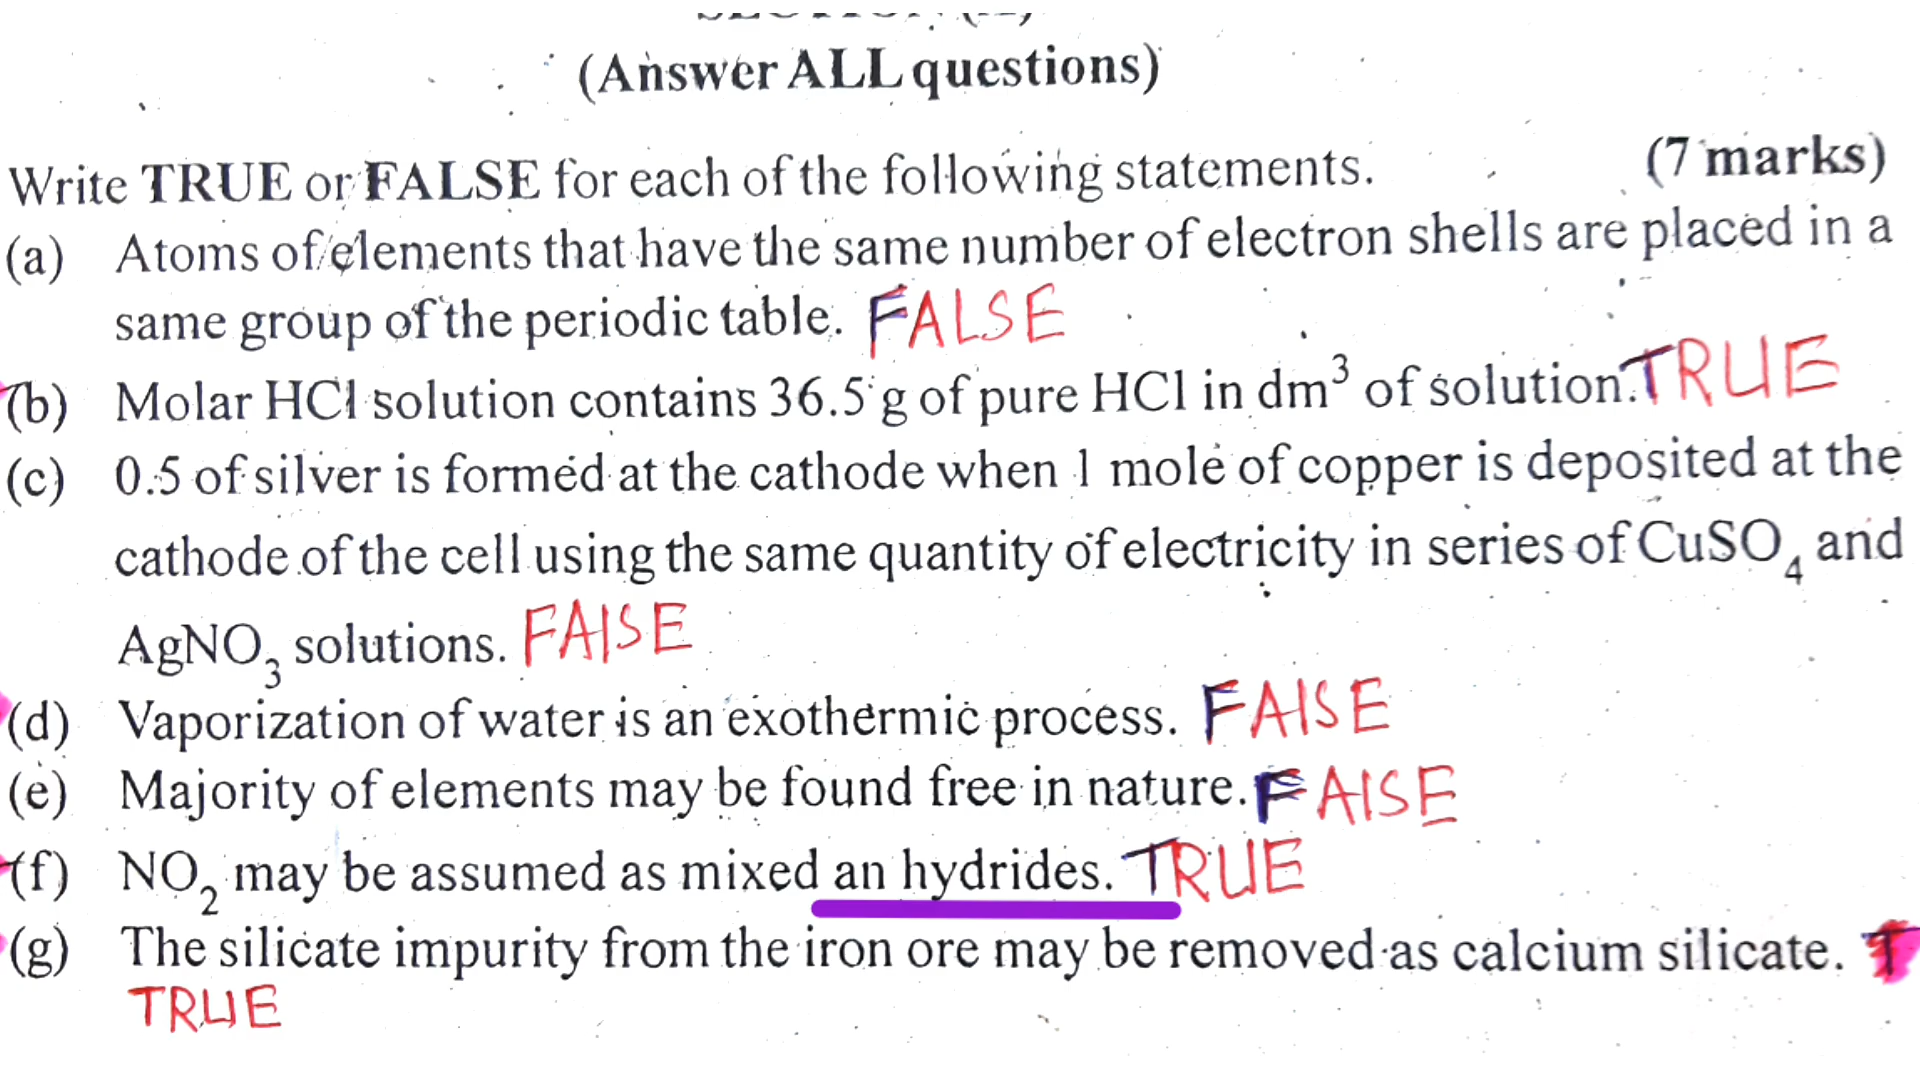 (Answer ALL questions)
Write TRUE or FALSE for each of the following statements. (7 marks)
(a) Atoms of elements that have the same number of electron shells are placed in a
same group of the periodic table. FALSE
(b) Molar HCl solution contains 36.5 g of pure HCl in dm³ of solution. TRUE
(c) 0.5 of silver is formed at the cathode when 1 mole of copper is deposited at the
cathode of the cell using the same quantity of electricity in series of CuSO₄ and
AgNO₃ solutions. FAlSE
(d) Vaporization of water is an exothermic process. FAlSE
(e) Majority of elements may be found free in nature. FAlSE
(f) NO₂ may be assumed as mixed an hydrides. TRUE
(g) The silicate impurity from the iron ore may be removed as calcium silicate. T
TRUE